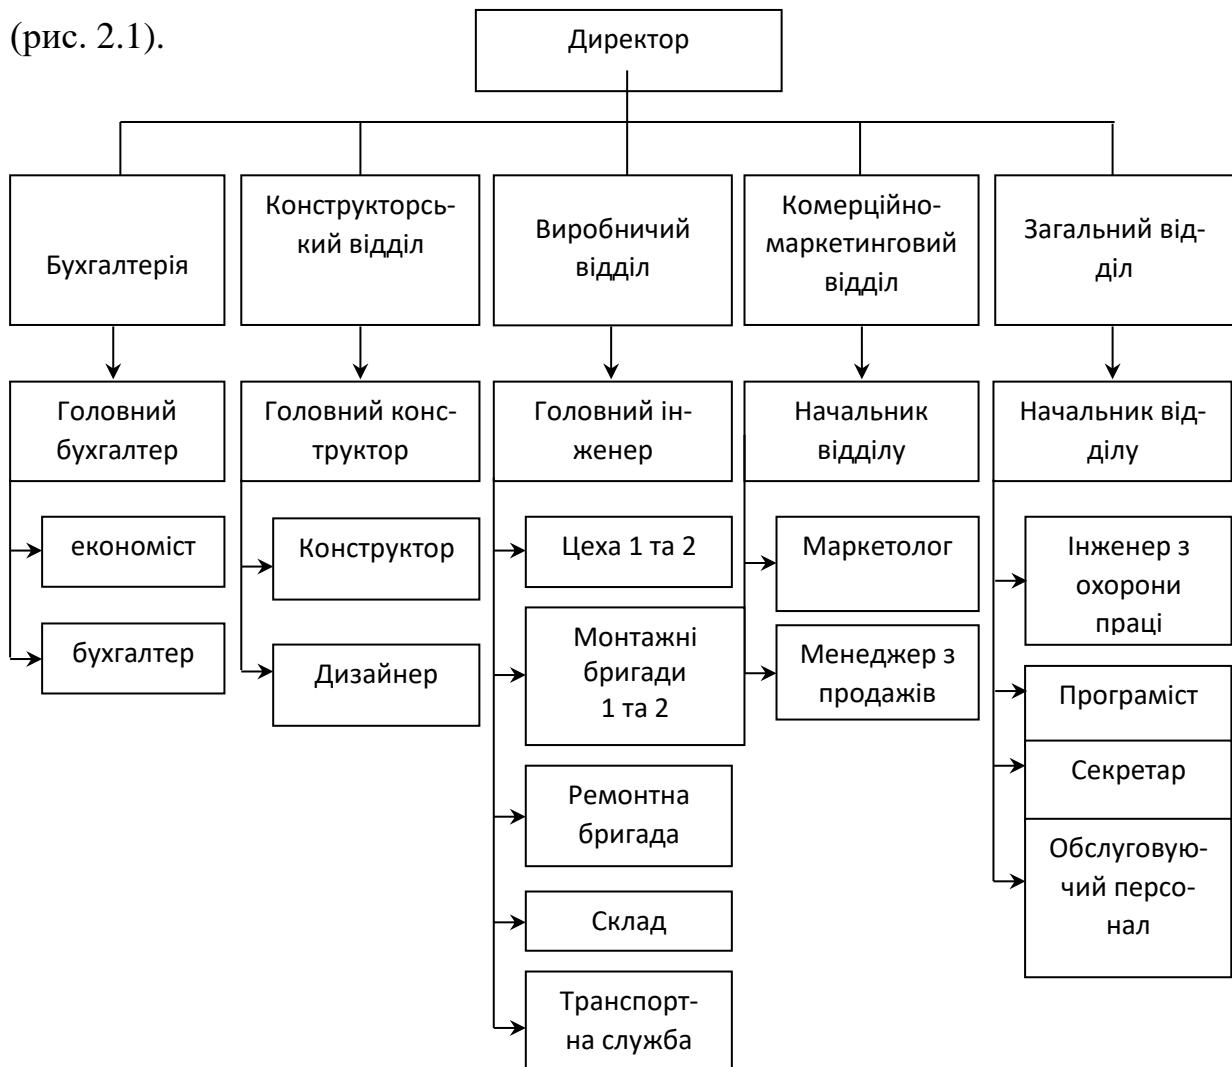 (рис. 2.1).
Директор
Бухгалтерія
Конструкторсь-
кий відділ
Виробничий
відділ
Комерційно-
маркетинговий
відділ
Загальний від-
діл
Головний
бухгалтер
Головний конс-
труктор
Головний ін-
женер
Начальник
відділу
Начальник від-
ділу
економіст
бухгалтер
Конструктор
Дизайнер
Цеха 1 та 2
Монтажні
бригади
1 та 2
Ремонтна
бригада
Склад
Транспорт-
на служба
Маркетолог
Менеджер з
продажів
Інженер з
охорони
праці
Програміст
Секретар
Обслуговую-
чий персо-
нал